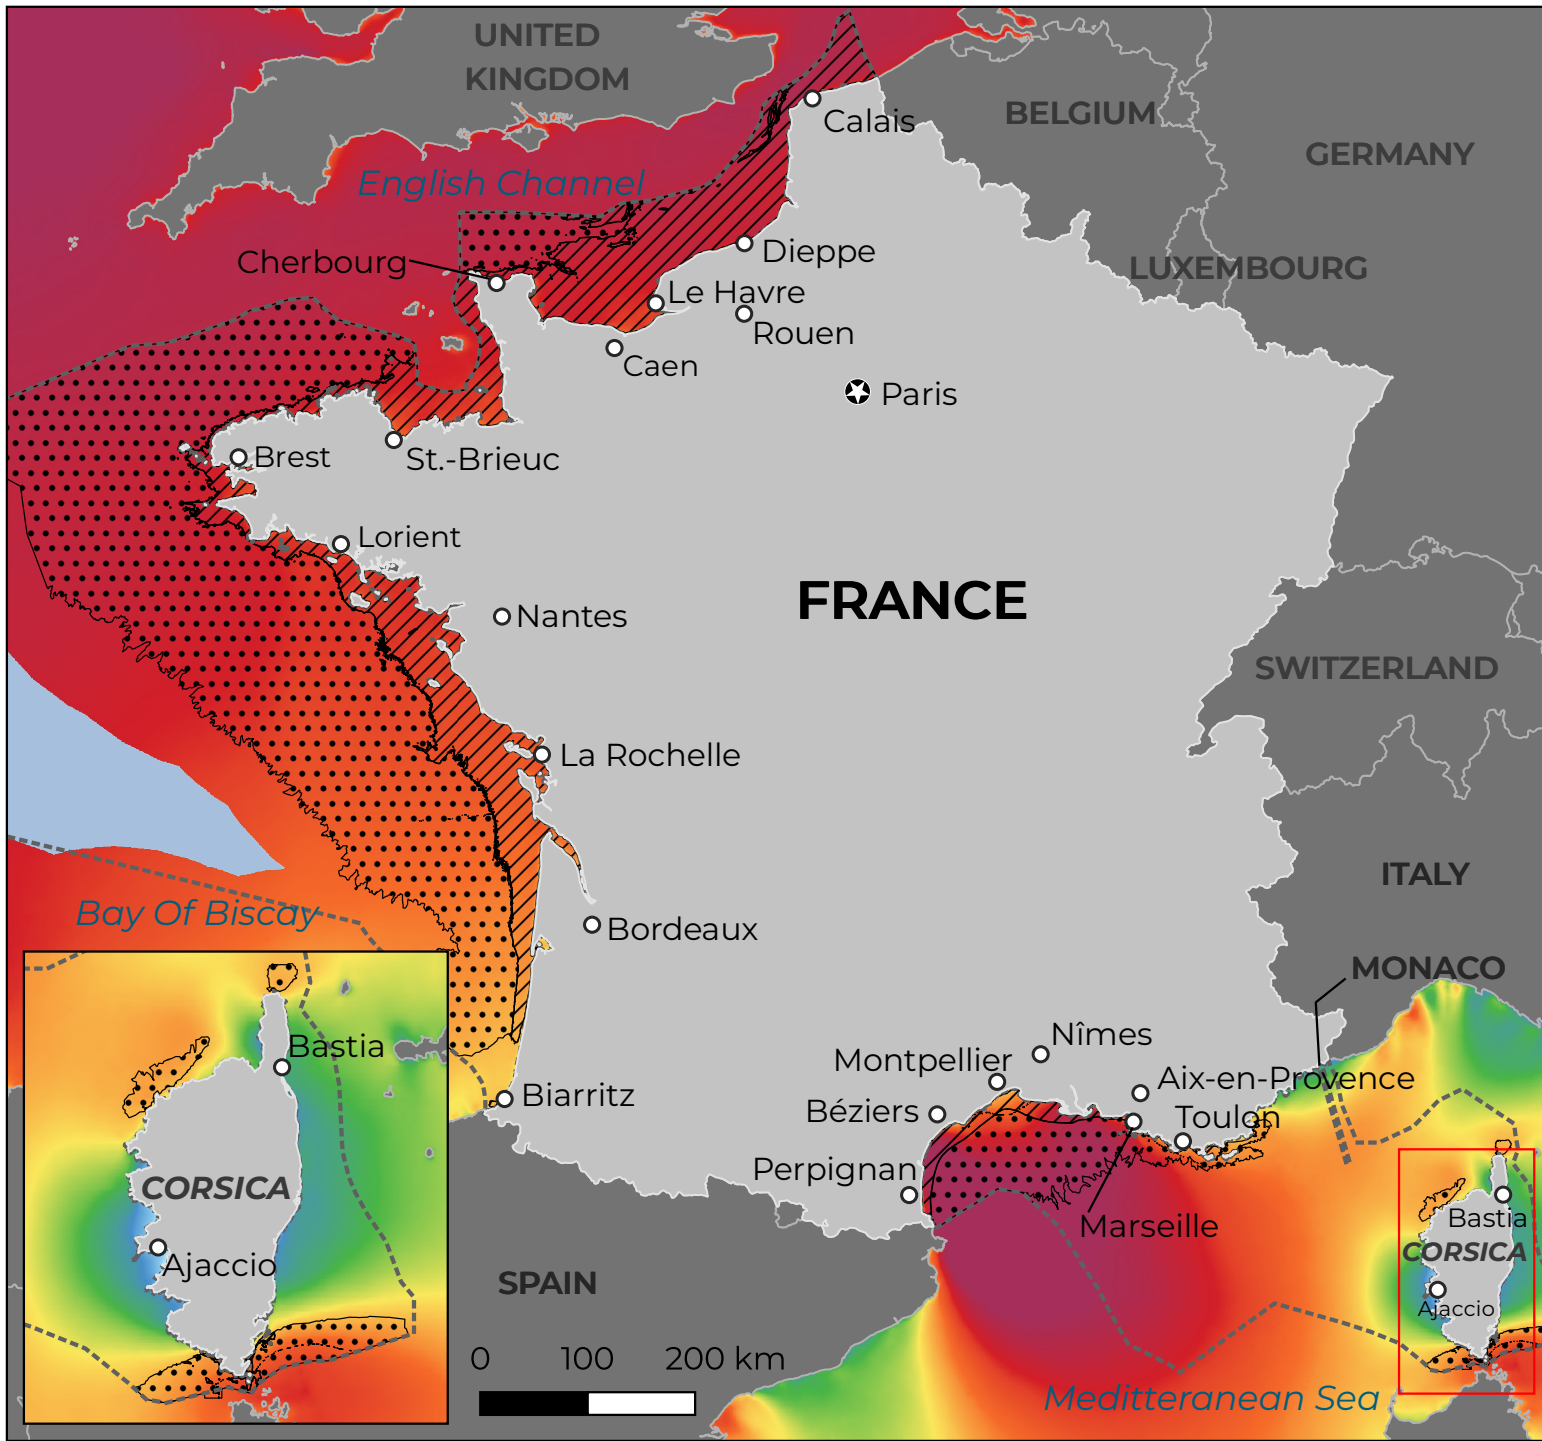 UNITED
KINGDOM
BELGIUM
Calais
GERMANY
English Channel
Dieppe
Cherbourg
LUXEMBOURG
Le Havre
Rouen
Caen
Paris
Brest
St.-Brieuc
Lorient
FRANCE
Nantes
SWITZERLAND
La Rochelle
ITALY
Bay Of Biscay
Bordeaux
MONACO
Nîmes
Bastia
Montpellier
Aix-en-Provence
Biarritz
Béziers
Toulon
Perpignan
CORSICA
Marseille
Bastia
CORSICA
Ajaccio
SPAIN
Ajaccio
0 100 200 km
Meditteranean Sea